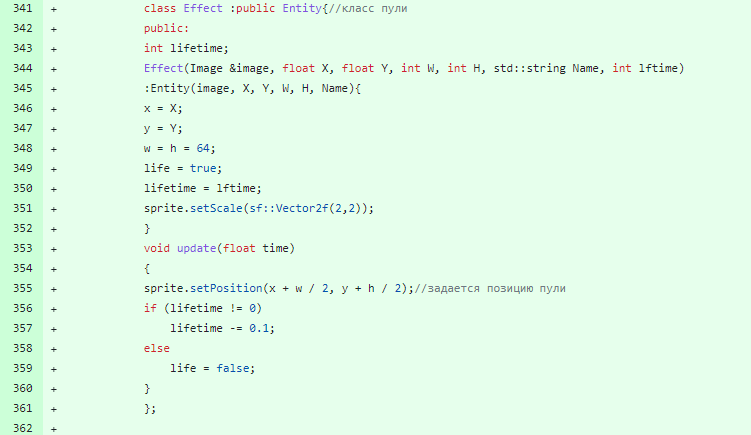 341 + class Effect :public Entity{//класс пули
342 + public:
343 + int lifetime;
344 + Effect(Image &image, float X, float Y, int W, int H, std::string Name, int lftime)
345 + :Entity(image, X, Y, W, H, Name){
346 + x = X;
347 + y = Y;
348 + w = h = 64;
349 + life = true;
350 + lifetime = lftime;
351 + sprite.setScale(sf::Vector2f(2,2));
352 + }
353 + void update(float time)
354 + {
355 + sprite.setPosition(x + w / 2, y + h / 2);//задается позицию пули
356 + if (lifetime != 0)
357 + lifetime -= 0.1;
358 + else
359 + life = false;
360 + }
361 + };
362 +